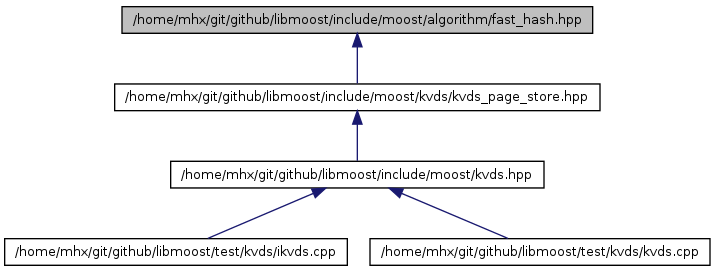 /home/mhx/git/github/libmoost/include/moost/algorithm/fast_hash.hpp
/home/mhx/git/github/libmoost/include/moost/kvds/kvds_page_store.hpp
/home/mhx/git/github/libmoost/include/moost/kvds.hpp
/home/mhx/git/github/libmoost/test/kvds/ikvds.cpp
/home/mhx/git/github/libmoost/test/kvds/kvds.cpp